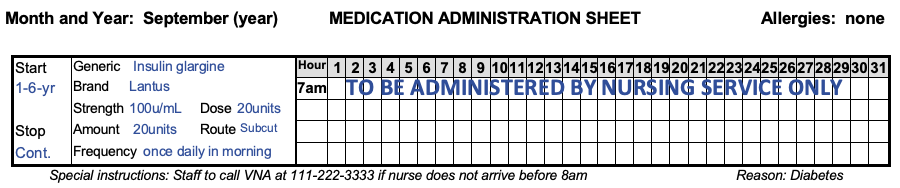 Month and Year: September (year) MEDICATION ADMINISTRATION SHEET Allergies: none
Start Generic Insulin glargine Hour 1 2 3 4 5 6 7 8 9 10 11 12 13 14 15 16 17 18 19 20 21 22 23 24 25 26 27 28 29 30 31
1-6-yr Brand Lantus 7am TO BE ADMINISTERED BY NURSING SERVICE ONLY
Strength 100u/mL Dose 20units
Stop Amount 20units Route Subcut
Cont. Frequency once daily in morning
Special instructions: Staff to call VNA at 111-222-3333 if nurse does not arrive before 8am Reason: Diabetes